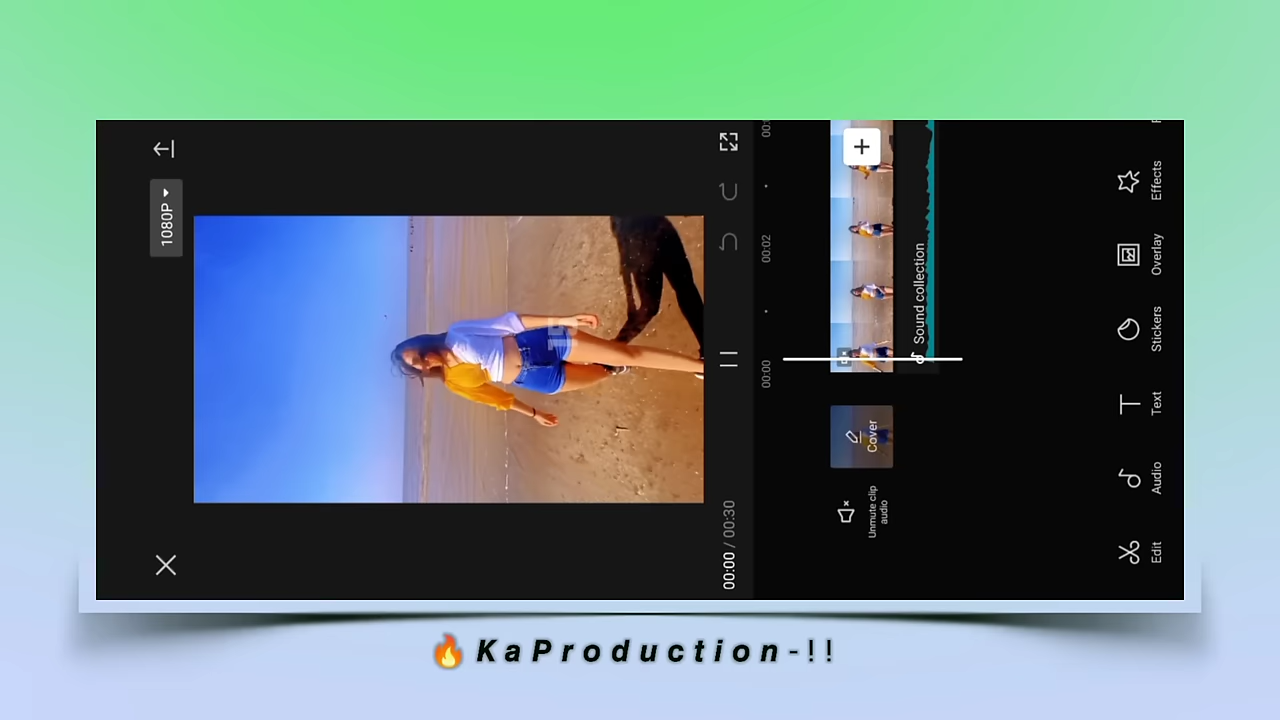 1080P
00:00 / 00:30
00:00
00:02
Sound collection
Cover
Unmute clip
audio
Edit
Audio
Text
Stickers
Overlay
Effects
🔥KaProduction-!!